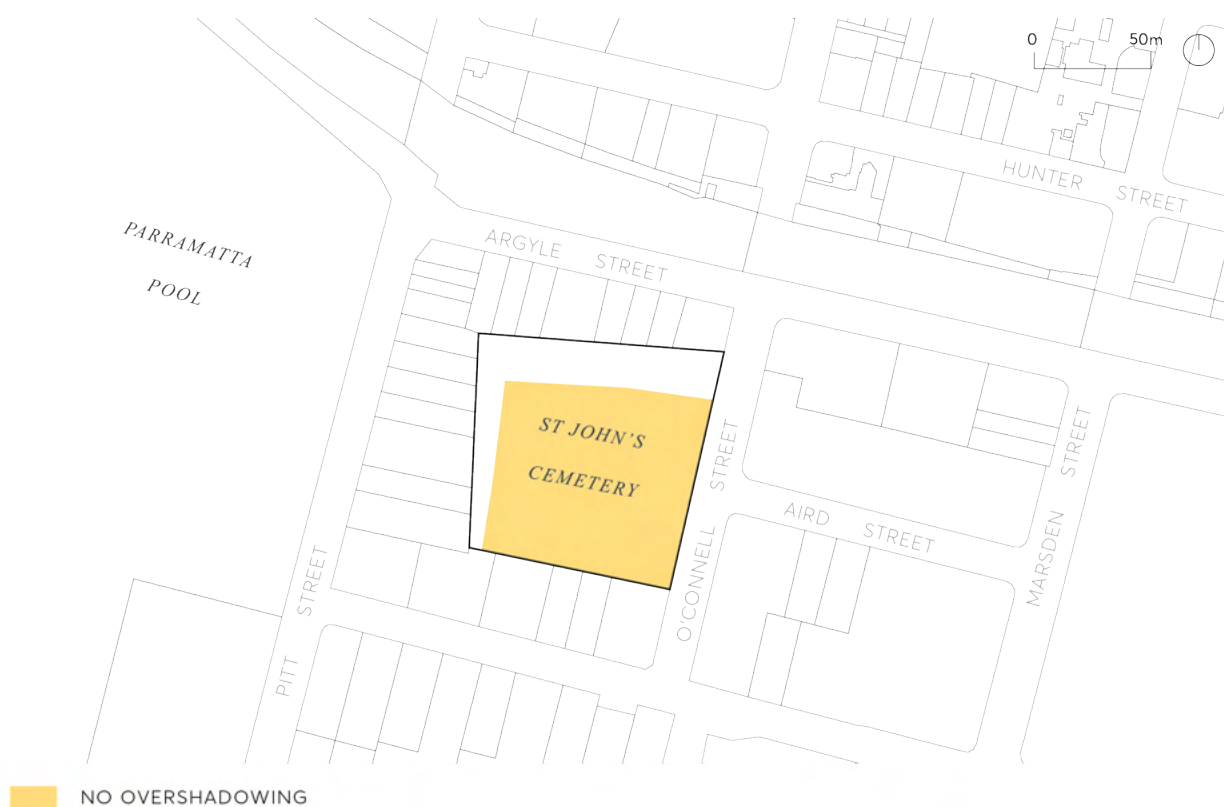 0 50m
HUNTER STREET
PARRAMATTA
POOL
ARGYLE STREET
ST JOHN'S
CEMETERY
O'CONNELL STREET
AIRD STREET
MARSDEN STREET
PITT STREET
NO OVERSHADOWING